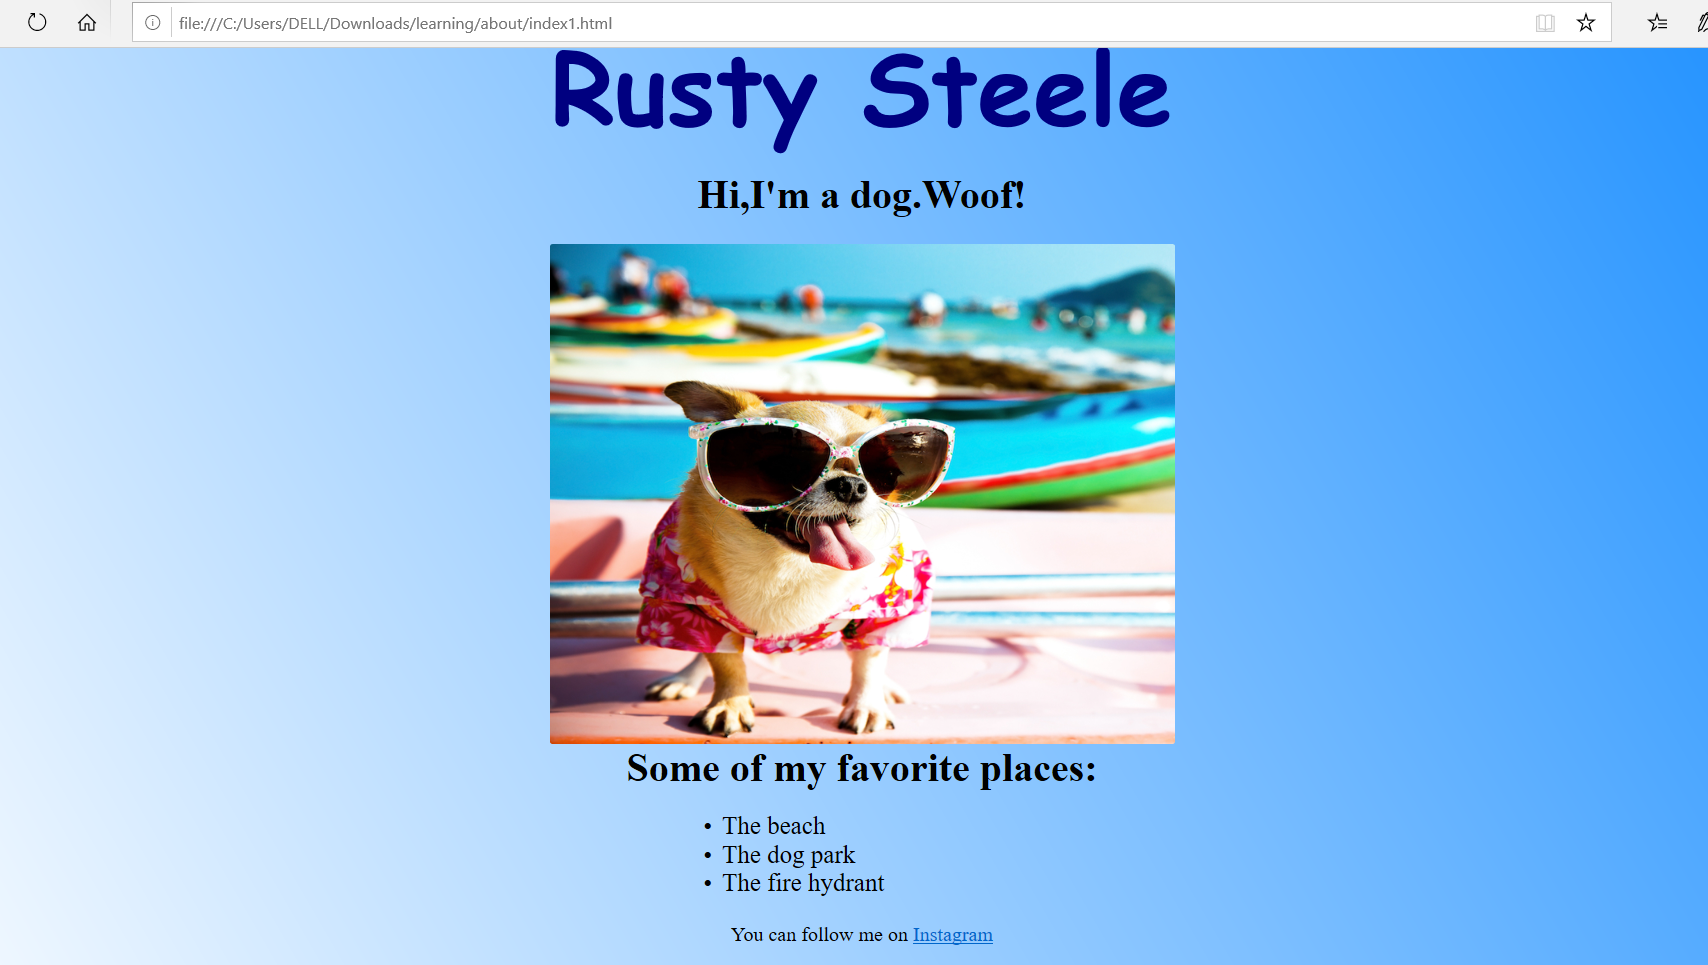 file:///C:/Users/DELL/Downloads/learning/about/index1.html
Rusty Steele
Hi,I'm a dog.Woof!
Some of my favorite places:
• The beach
• The dog park
• The fire hydrant
You can follow me on Instagram